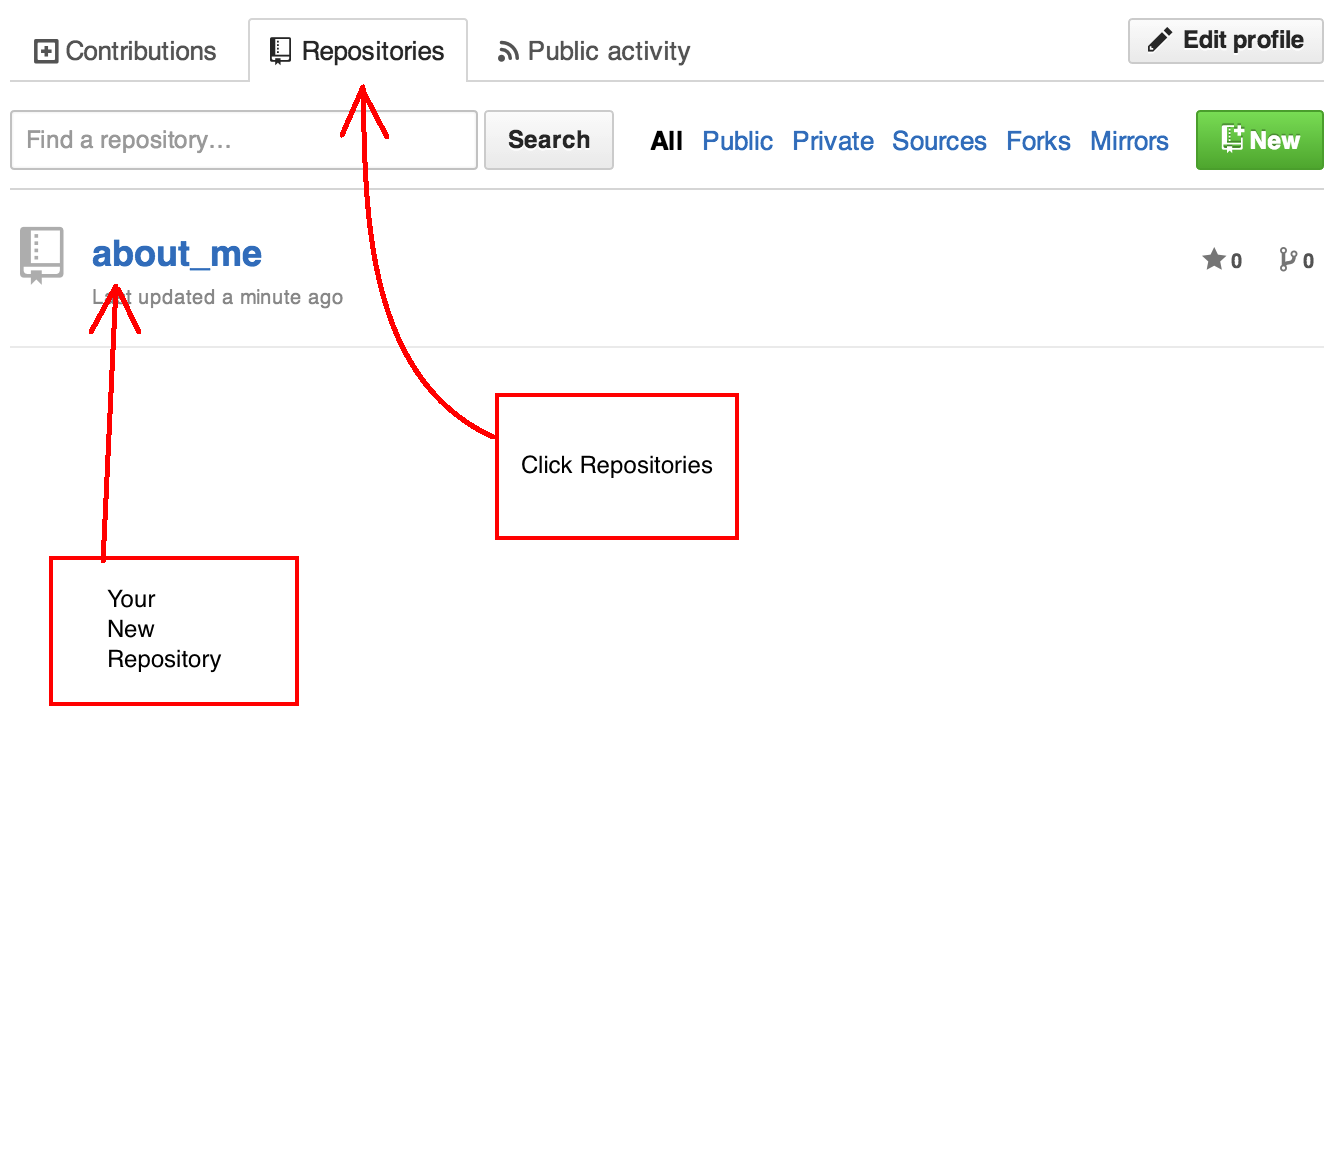 Contributions Repositories Public activity Edit profile
Find a repository... Search All Public Private Sources Forks Mirrors New
about_me 0 0
Last updated a minute ago
Click Repositories
Your
New
Repository